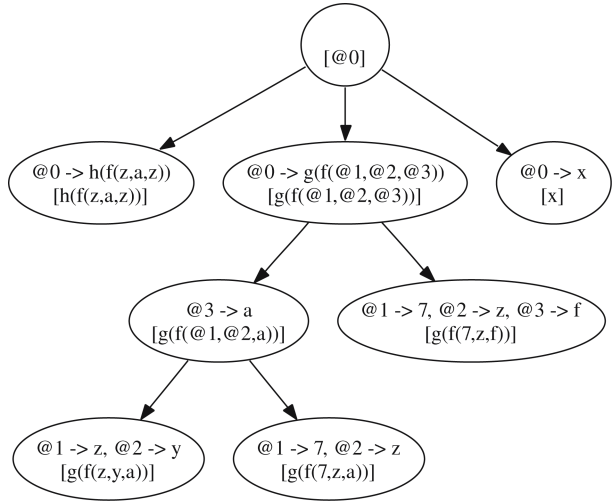 [@0]
@0 -> h(f(z,a,z))
[h(f(z,a,z))]
@0 -> g(f(@1,@2,@3))
[g(f(@1,@2,@3))]
@0 -> x
[x]
@3 -> a
[g(f(@1,@2,a))]
@1 -> 7, @2 -> z, @3 -> f
[g(f(7,z,f))]
@1 -> z, @2 -> y
[g(f(z,y,a))]
@1 -> 7, @2 -> z
[g(f(7,z,a))]